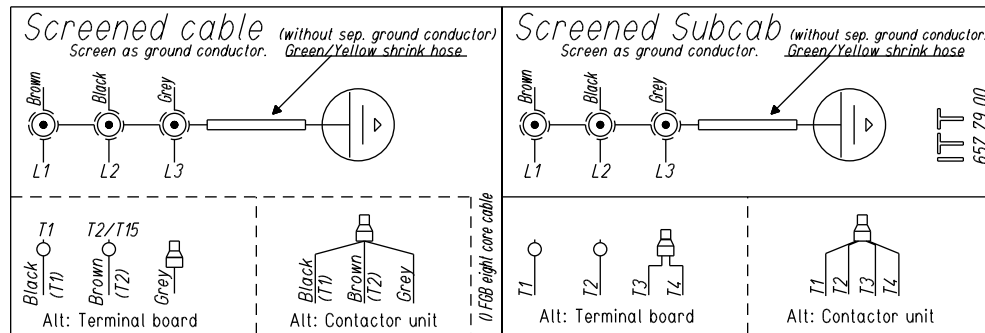 Screened cable (without sep. ground conductor)
Screen as ground conductor. Green/Yellow shrink hose
Brown
Black
Grey
L1
L2
L3
T1
T2/T15
Black
(T1)
Brown
(T2)
Grey
Alt: Terminal board
Black
(T1)
Brown
(T2)
Grey
Alt: Contactor unit
() FGB eight core cable
Screened Subcab (without sep. ground conductor.
Screen as ground conductor. Green/Yellow shrink hose
Brown
Black
Grey
L1
L2
L3
T1
T2
T3
T4
Alt: Terminal board
T1
T2
T3
T4
Alt: Contactor unit
ITT
657 79 00